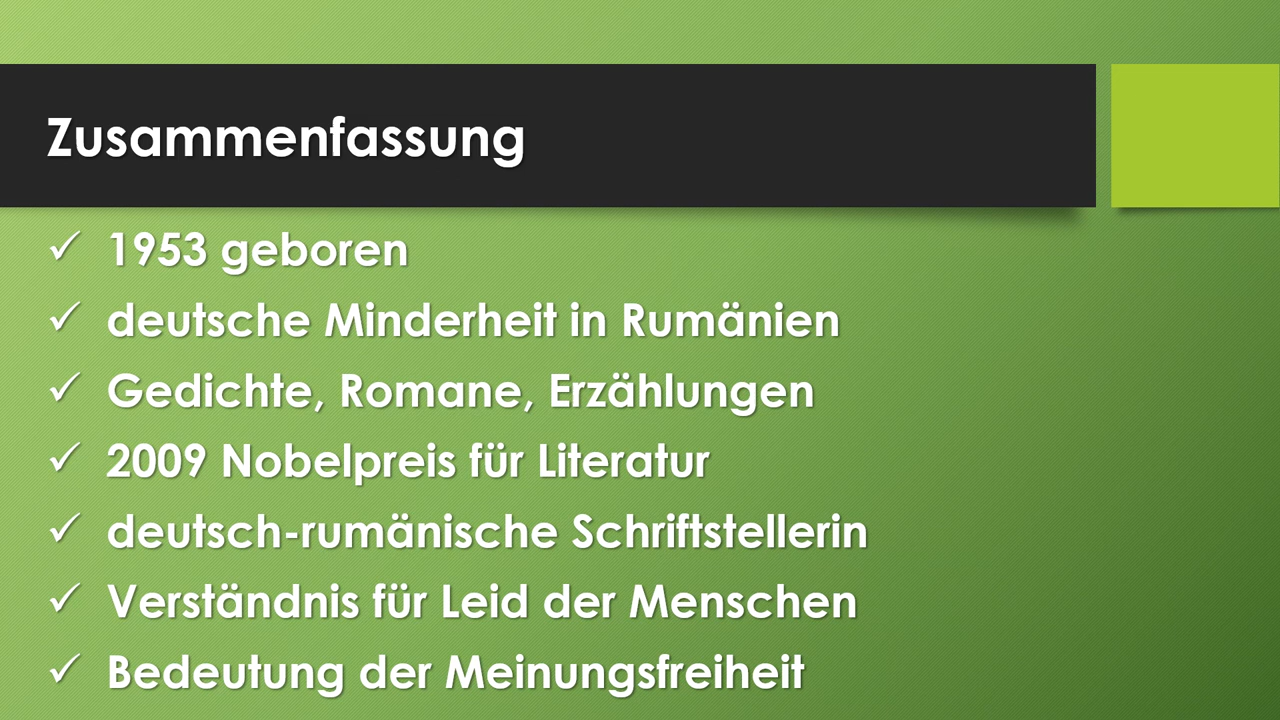 Zusammenfassung
✓ 1953 geboren
✓ deutsche Minderheit in Rumänien
✓ Gedichte, Romane, Erzählungen
✓ 2009 Nobelpreis für Literatur
✓ deutsch-rumänische Schriftstellerin
✓ Verständnis für Leid der Menschen
✓ Bedeutung der Meinungsfreiheit